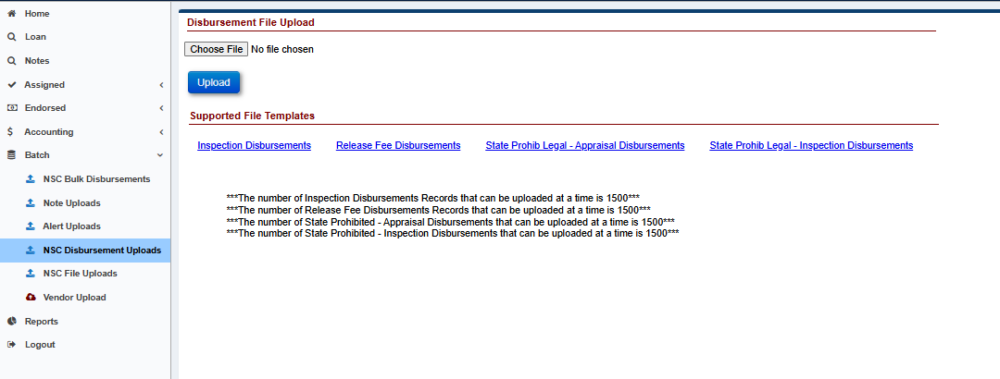 Home
Loan
Notes
Assigned
Endorsed
Accounting
Batch
NSC Bulk Disbursements
Note Uploads
Alert Uploads
NSC Disbursement Uploads
NSC File Uploads
Vendor Upload
Reports
Logout
Disbursement File Upload
Choose File No file chosen
Upload
Supported File Templates
Inspection Disbursements Release Fee Disbursements State Prohib Legal - Appraisal Disbursements State Prohib Legal - Inspection Disbursements
***The number of Inspection Disbursements Records that can be uploaded at a time is 1500***
***The number of Release Fee Disbursements Records that can be uploaded at a time is 1500***
***The number of State Prohibited - Appraisal Disbursements that can be uploaded at a time is 1500***
***The number of State Prohibited - Inspection Disbursements that can be uploaded at a time is 1500***